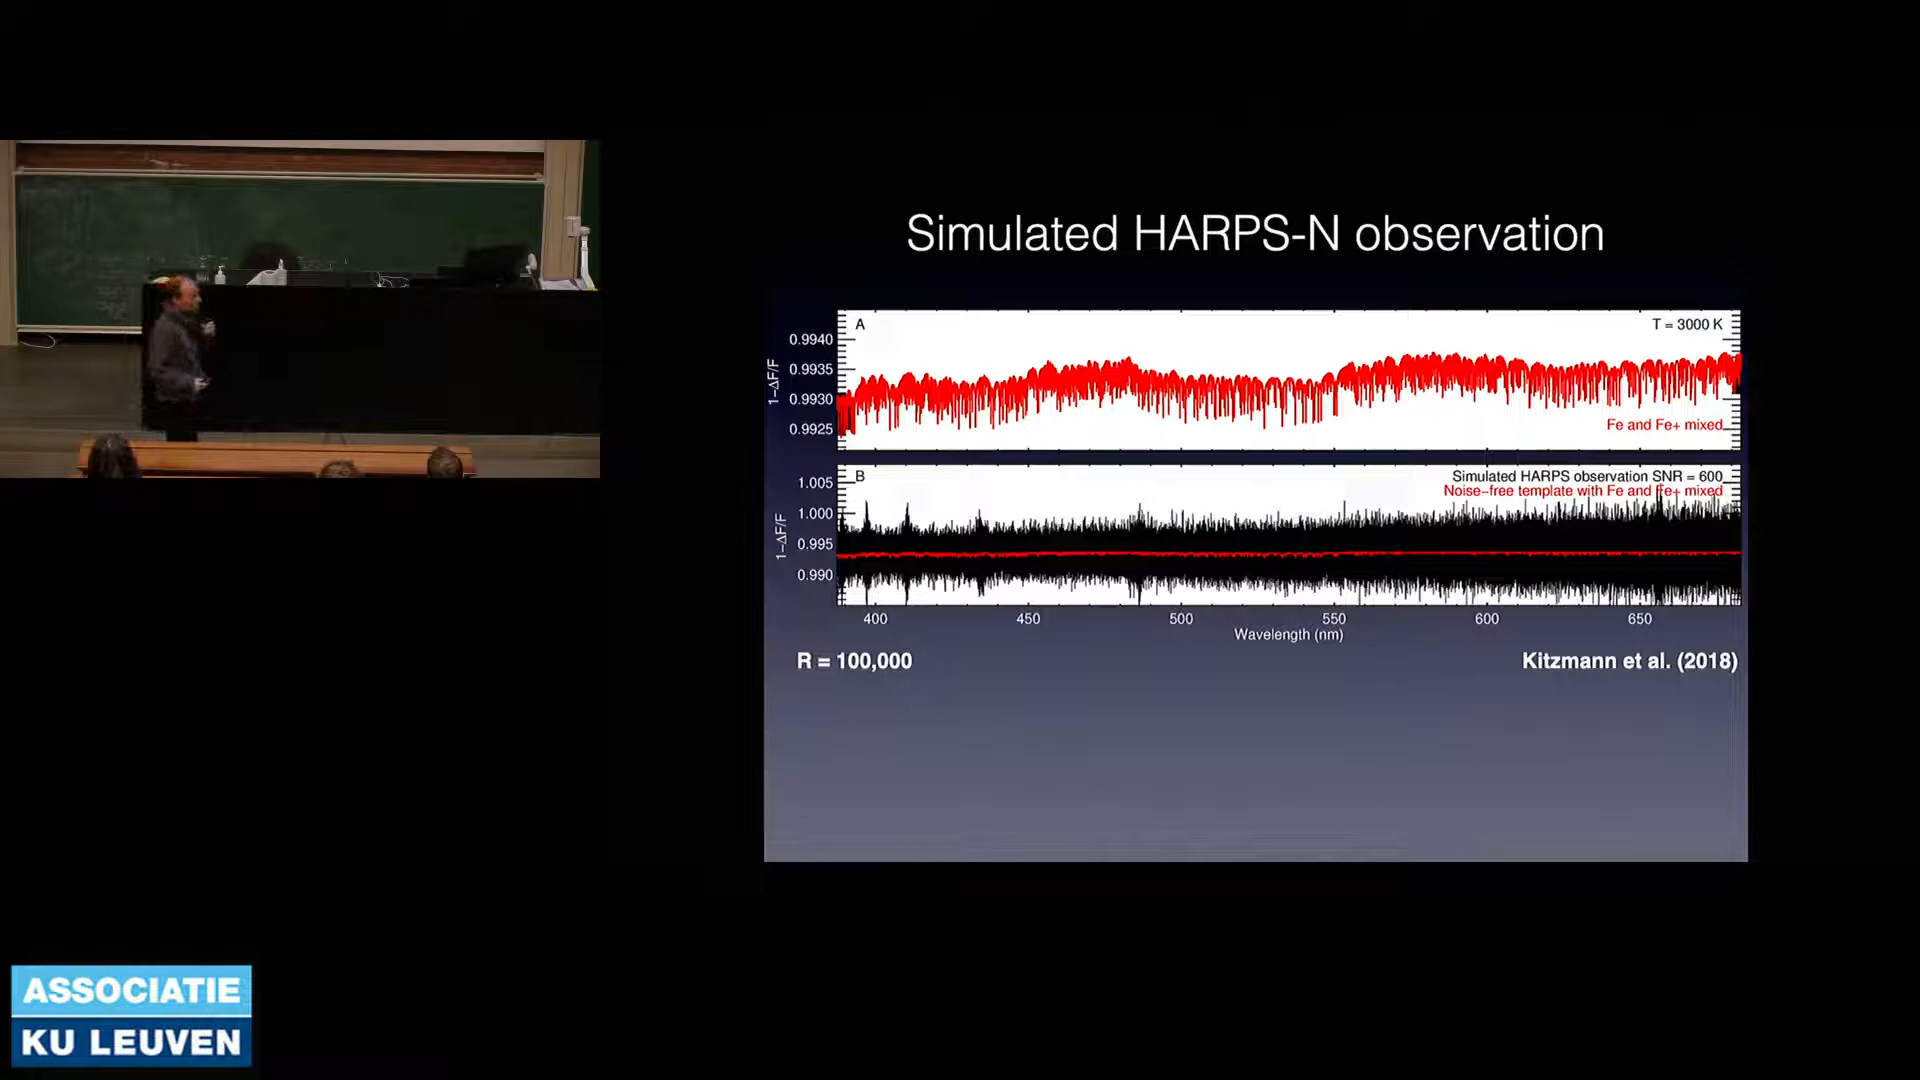 Simulated HARPS-N observation
A
T = 3000 K
0.9940
0.9935
0.9930
0.9925
1-ΔF/F
Fe and Fe+ mixed
B
Simulated HARPS observation SNR = 600
Noise-free template with Fe and Fe+ mixed
1.005
1.000
0.995
0.990
1-ΔF/F
400 450 500 550 600 650
Wavelength (nm)
R = 100,000
Kitzmann et al. (2018)
ASSOCIATIE
KU LEUVEN